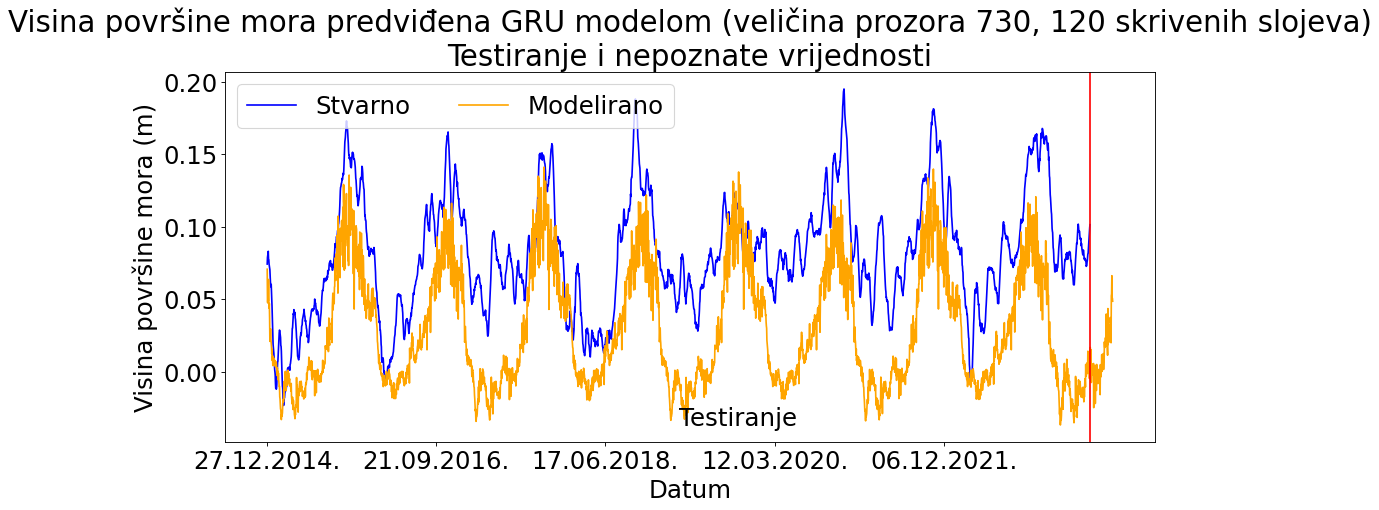 Visina površine mora predviđena GRU modelom (veličina prozora 730, 120 skrivenih slojeva)
Testiranje i nepoznate vrijednosti
Stvarno Modelirano
Visina površine mora (m)
0.20
0.15
0.10
0.05
0.00
Testiranje
27.12.2014. 21.09.2016. 17.06.2018. 12.03.2020. 06.12.2021.
Datum